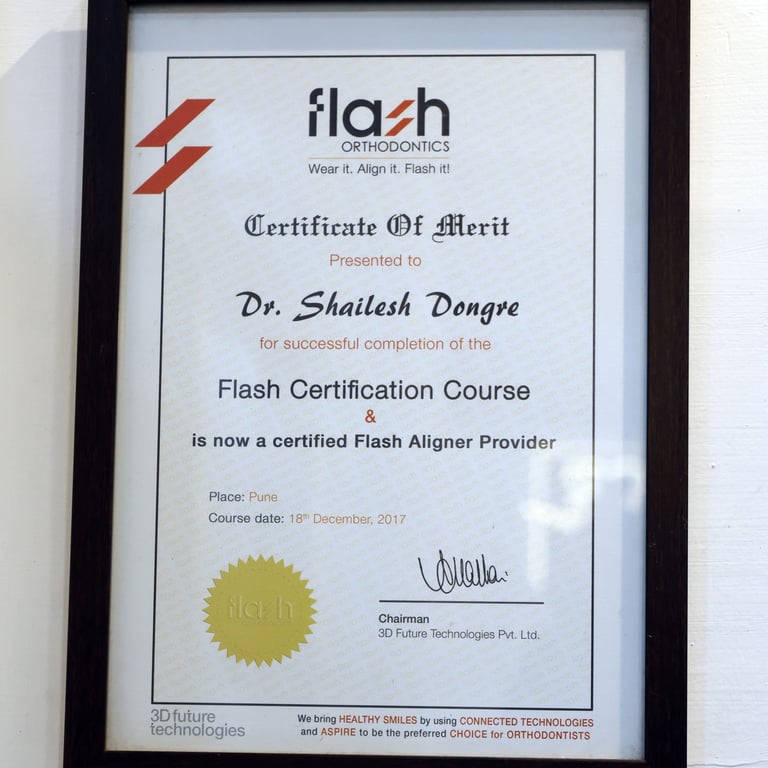 flash
ORTHODONTICS
Wear it. Align it. Flash it!
Certificate Of Merit
Presented to
Dr. Shailesh Dongre
for successful completion of the
Flash Certification Course
&
is now a certified Flash Aligner Provider
Place: Pune
Course date: 18th December, 2017
flash
Chairman
3D Future Technologies Pvt. Ltd.
3D future
technologies
We bring HEALTHY SMILES by using CONNECTED TECHNOLOGIES
and ASPIRE to be the preferred CHOICE for ORTHODONTISTS